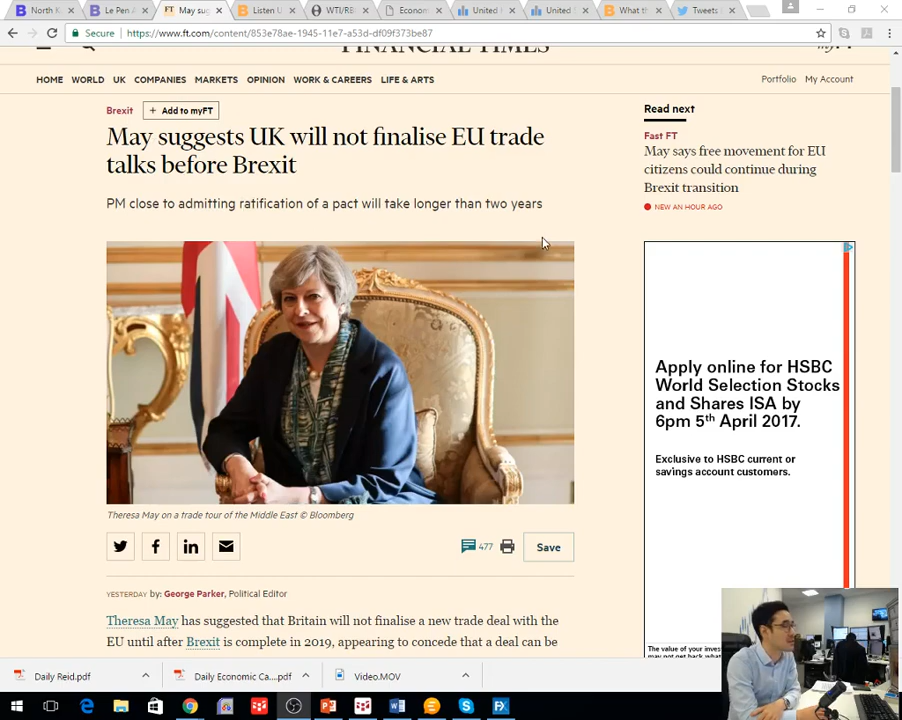 North K
Le Pen A
FT May sug
Listen L
WTI/RB
Econom
United K
United S
What th
Tweets
Secure https://www.ft.com/content/853e78ae-1945-11e7-a53d-df09f373be87
FINANCIAL TIMES
myFT
HOME WORLD UK COMPANIES MARKETS OPINION WORK & CAREERS LIFE & ARTS
Portfolio My Account
Brexit + Add to myFT
May suggests UK will not finalise EU trade
talks before Brexit
PM close to admitting ratification of a pact will take longer than two years
Read next
Fast FT
May says free movement for EU
citizens could continue during
Brexit transition
NEW AN HOUR AGO
Apply online for HSBC
World Selection Stocks
and Shares ISA by
6pm 5th April 2017.
Exclusive to HSBC current or
savings account customers.
Theresa May on a trade tour of the Middle East © Bloomberg
477
Save
YESTERDAY by: George Parker, Political Editor
Theresa May has suggested that Britain will not finalise a new trade deal with the
EU until after Brexit is complete in 2019, appearing to concede that a deal can be
The value of your inves
may not get back wha
Daily Reid.pdf
Daily Economic Ca....pdf
Video.MOV